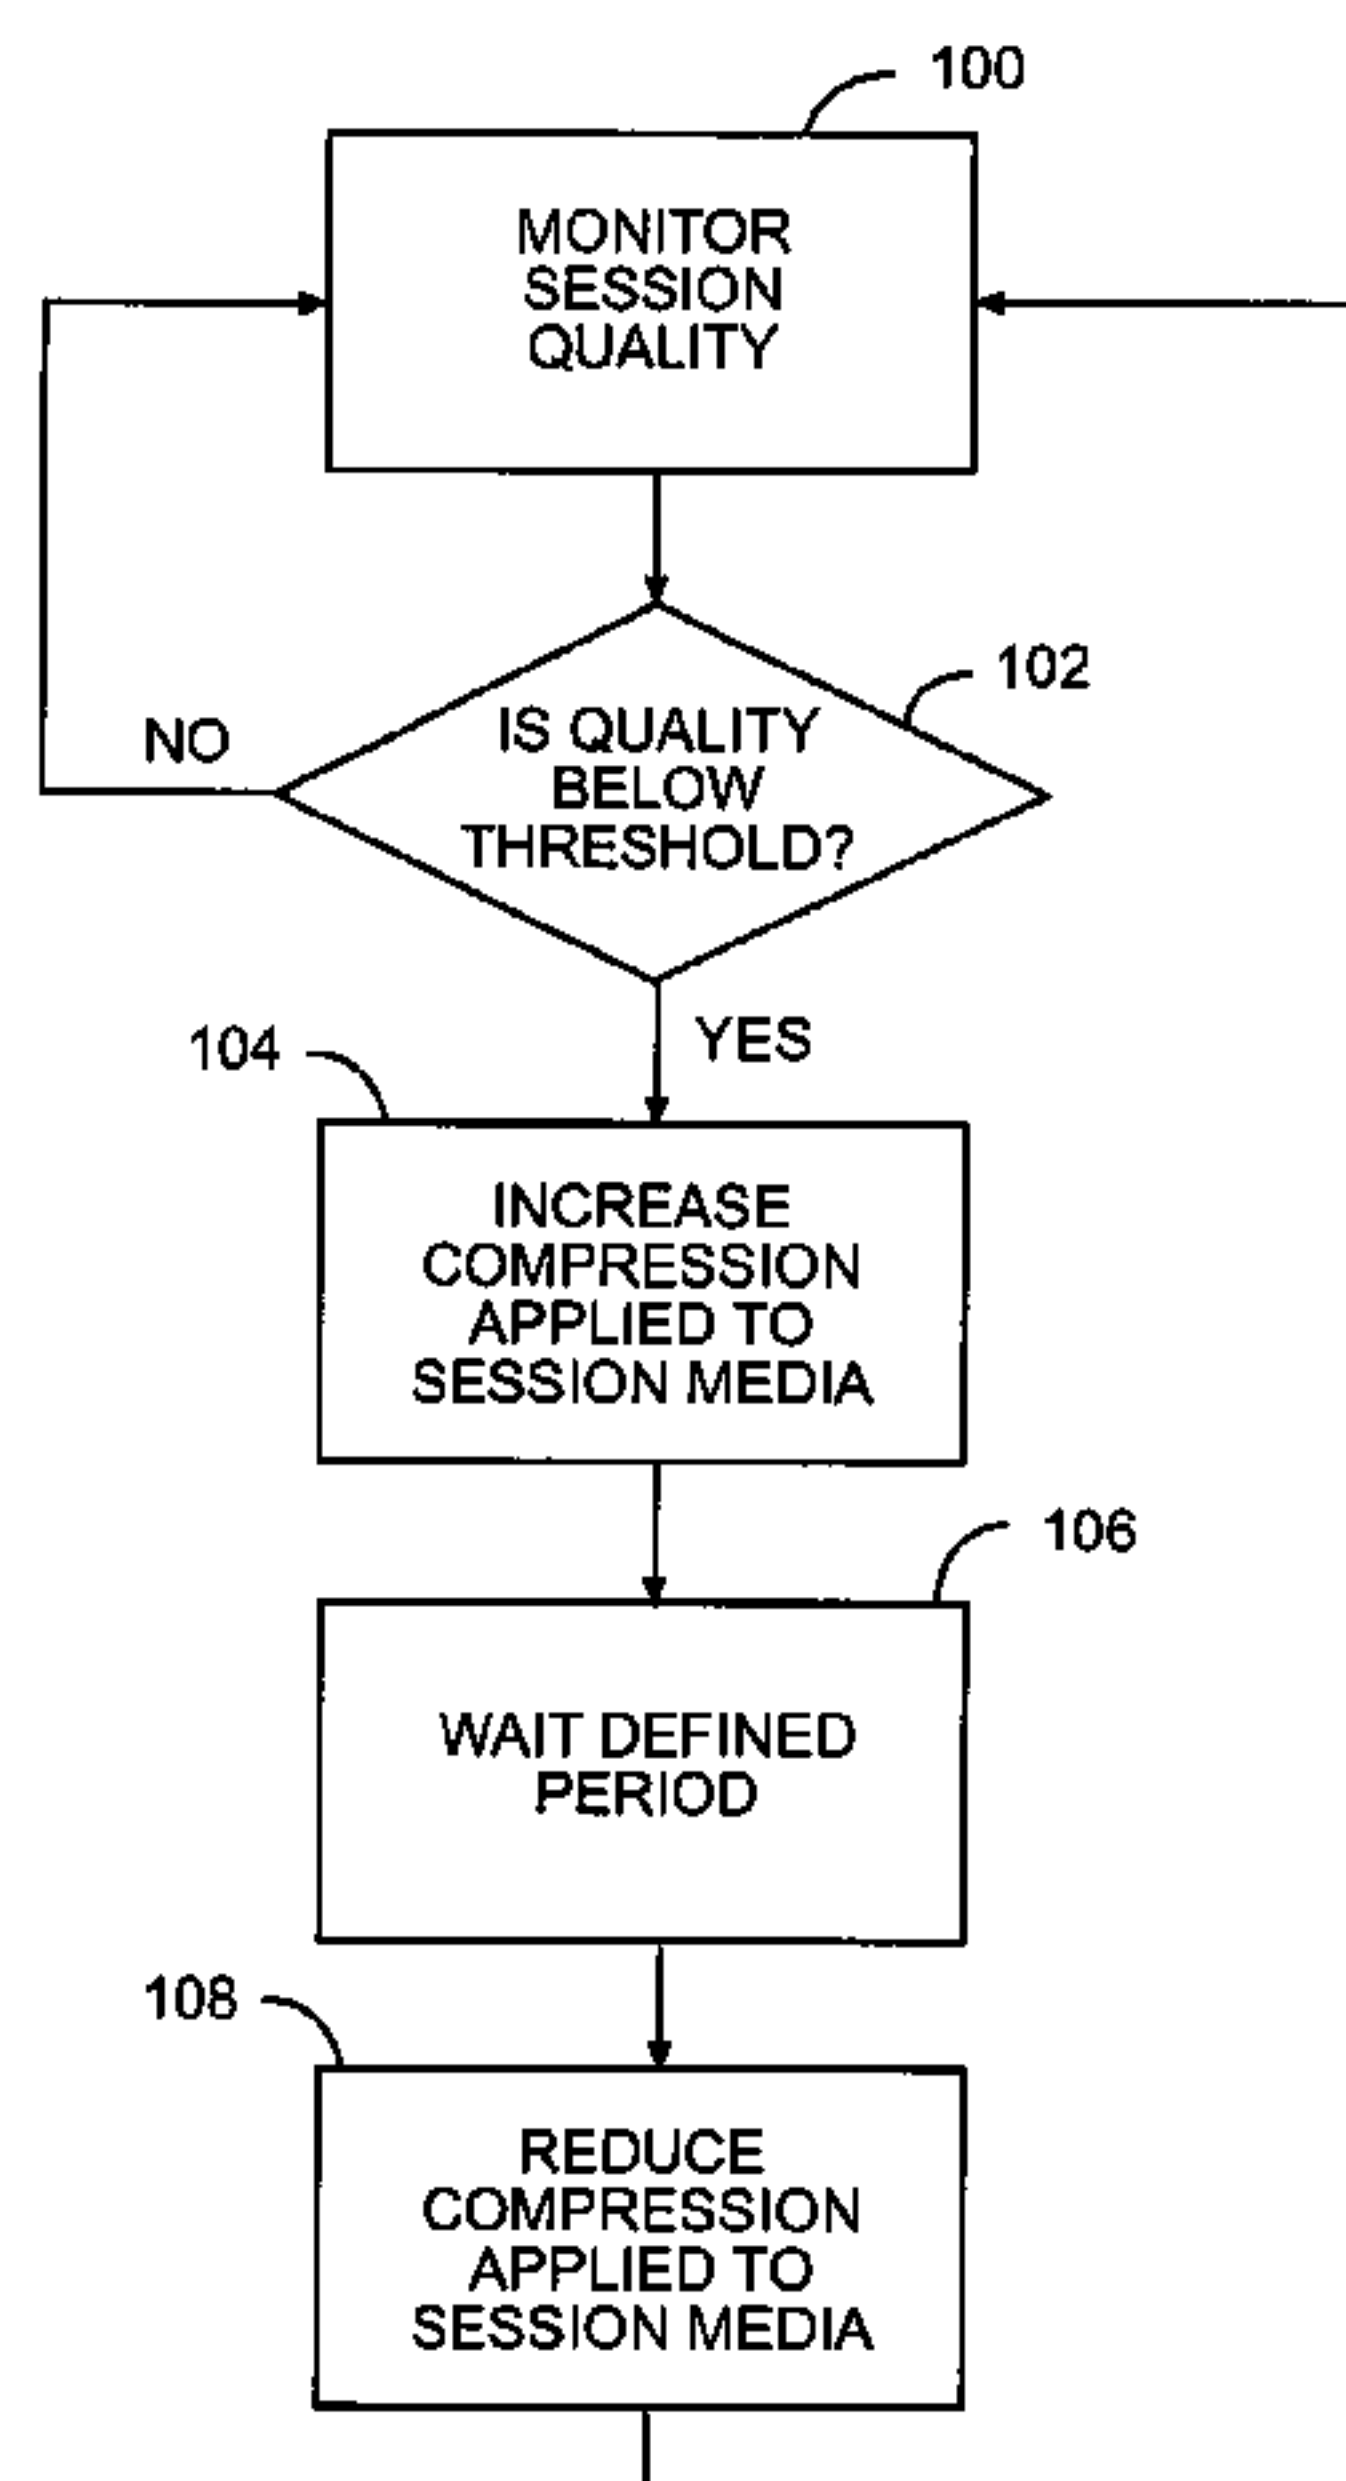 100
MONITOR
SESSION
QUALITY
102
IS QUALITY
BELOW
THRESHOLD?
NO
YES
104
INCREASE
COMPRESSION
APPLIED TO
SESSION MEDIA
106
WAIT DEFINED
PERIOD
108
REDUCE
COMPRESSION
APPLIED TO
SESSION MEDIA